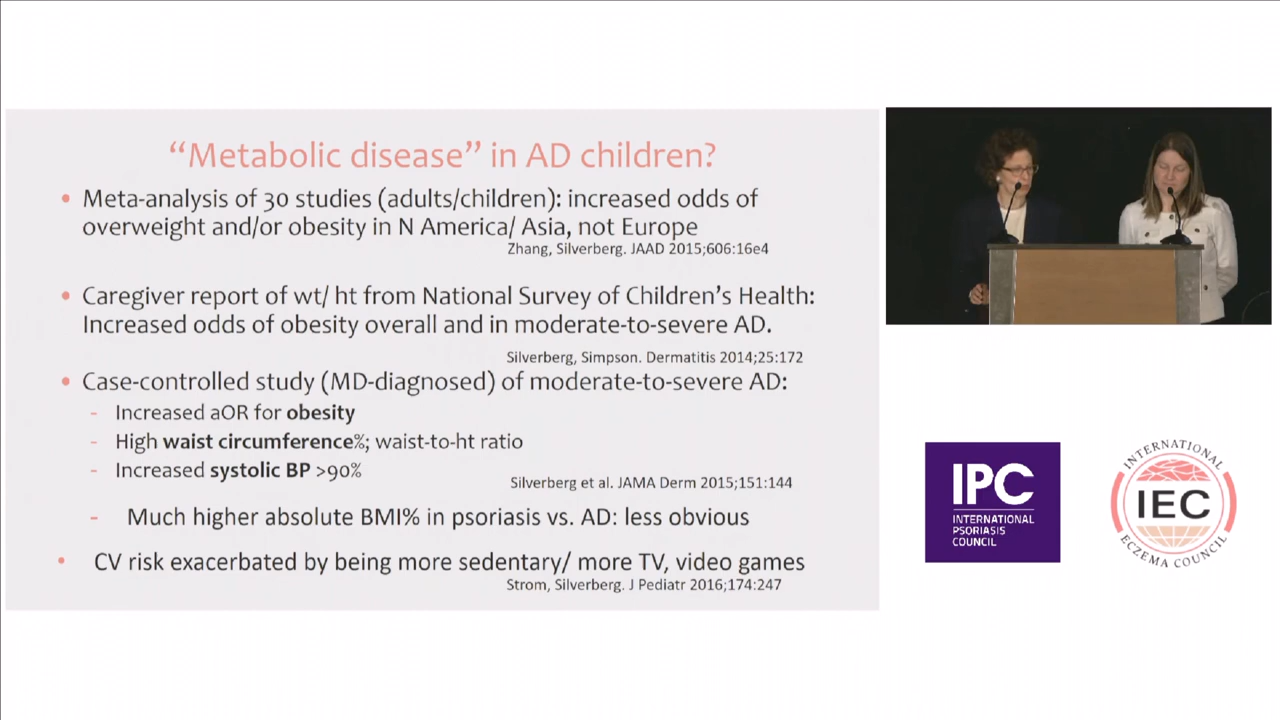 “Metabolic disease” in AD children?
• Meta-analysis of 30 studies (adults/children): increased odds of
overweight and/or obesity in N America/ Asia, not Europe
Zhang, Silverberg. JAAD 2015;606:16e4
• Caregiver report of wt/ ht from National Survey of Children’s Health:
Increased odds of obesity overall and in moderate-to-severe AD.
Silverberg, Simpson. Dermatitis 2014;25:172
• Case-controlled study (MD-diagnosed) of moderate-to-severe AD:
- Increased aOR for obesity
- High waist circumference%; waist-to-ht ratio
- Increased systolic BP >90%
Silverberg et al. JAMA Derm 2015;151:144
- Much higher absolute BMI% in psoriasis vs. AD: less obvious
• CV risk exacerbated by being more sedentary/ more TV, video games
Strom, Silverberg. J Pediatr 2016;174:247
IPC
INTERNATIONAL
PSORIASIS
COUNCIL
INTERNATIONAL
IEC
ECZEMA COUNCIL